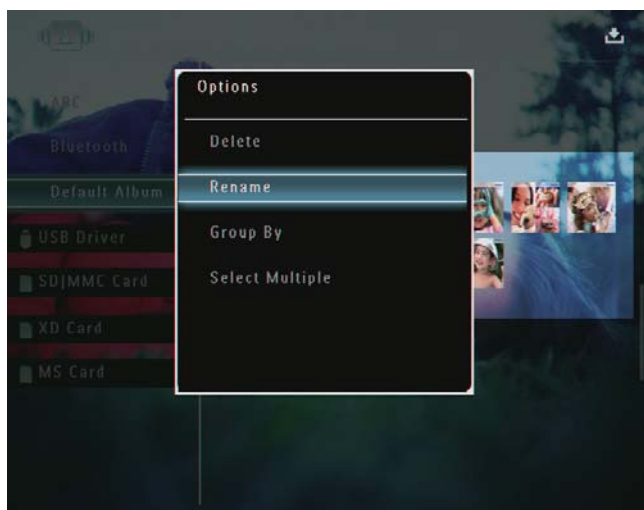 Options
Delete
Rename
Group By
Select Multiple
ABC
Bluetooth
Default Album
USB Driver
SD|MMC Card
XD Card
MS Card